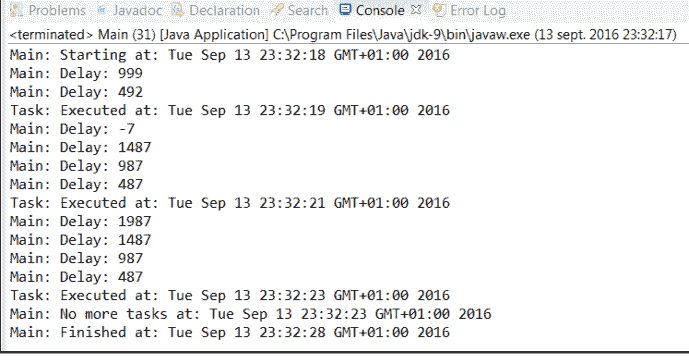 Problems Javadoc Declaration Search Console Error Log
<terminated> Main (31) [Java Application] C:\Program Files\Java\jdk-9\bin\javaw.exe (13 sept. 2016 23:32:17)
Main: Starting at: Tue Sep 13 23:32:18 GMT+01:00 2016
Main: Delay: 999
Main: Delay: 492
Task: Executed at: Tue Sep 13 23:32:19 GMT+01:00 2016
Main: Delay: -7
Main: Delay: 1487
Main: Delay: 987
Main: Delay: 487
Task: Executed at: Tue Sep 13 23:32:21 GMT+01:00 2016
Main: Delay: 1987
Main: Delay: 1487
Main: Delay: 987
Main: Delay: 487
Task: Executed at: Tue Sep 13 23:32:23 GMT+01:00 2016
Main: No more tasks at: Tue Sep 13 23:32:23 GMT+01:00 2016
Main: Finished at: Tue Sep 13 23:32:28 GMT+01:00 2016